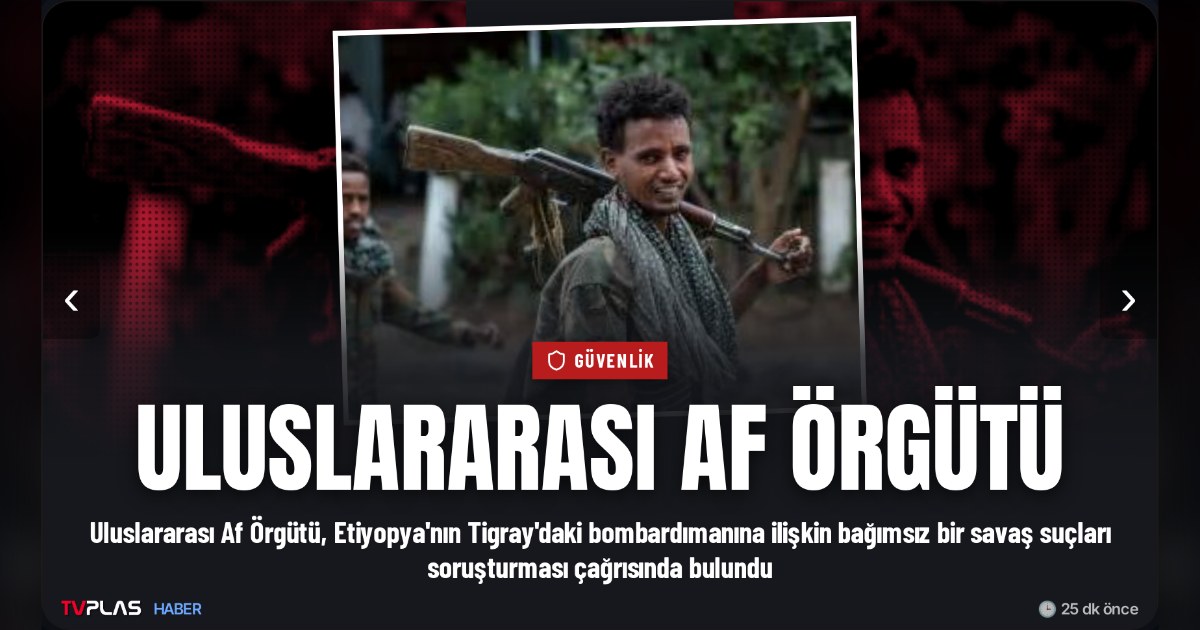 GÜVENLİK
ULUSLARARASI AF ÖRGÜTÜ
Uluslararası Af Örgütü, Etiyopya'nın Tigray'daki bombardımanına ilişkin bağımsız bir savaş suçları
soruşturması çağrısında bulundu
TVPLAS HABER
25 dk önce